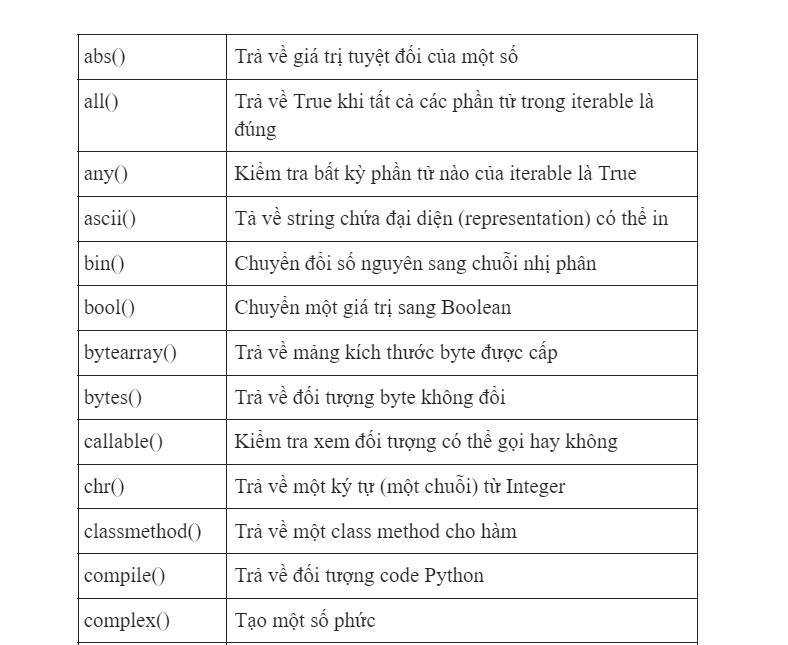 abs() Trả về giá trị tuyệt đối của một số
all() Trả về True khi tất cả các phần tử trong iterable là
đúng
any() Kiểm tra bất kỳ phần tử nào của iterable là True
ascii() Tả về string chứa đại diện (representation) có thể in
bin() Chuyển đổi số nguyên sang chuỗi nhị phân
bool() Chuyển một giá trị sang Boolean
bytearray() Trả về mảng kích thước byte được cấp
bytes() Trả về đối tượng byte không đổi
callable() Kiểm tra xem đối tượng có thể gọi hay không
chr() Trả về một ký tự (một chuỗi) từ Integer
classmethod() Trả về một class method cho hàm
compile() Trả về đối tượng code Python
complex() Tạo một số phức